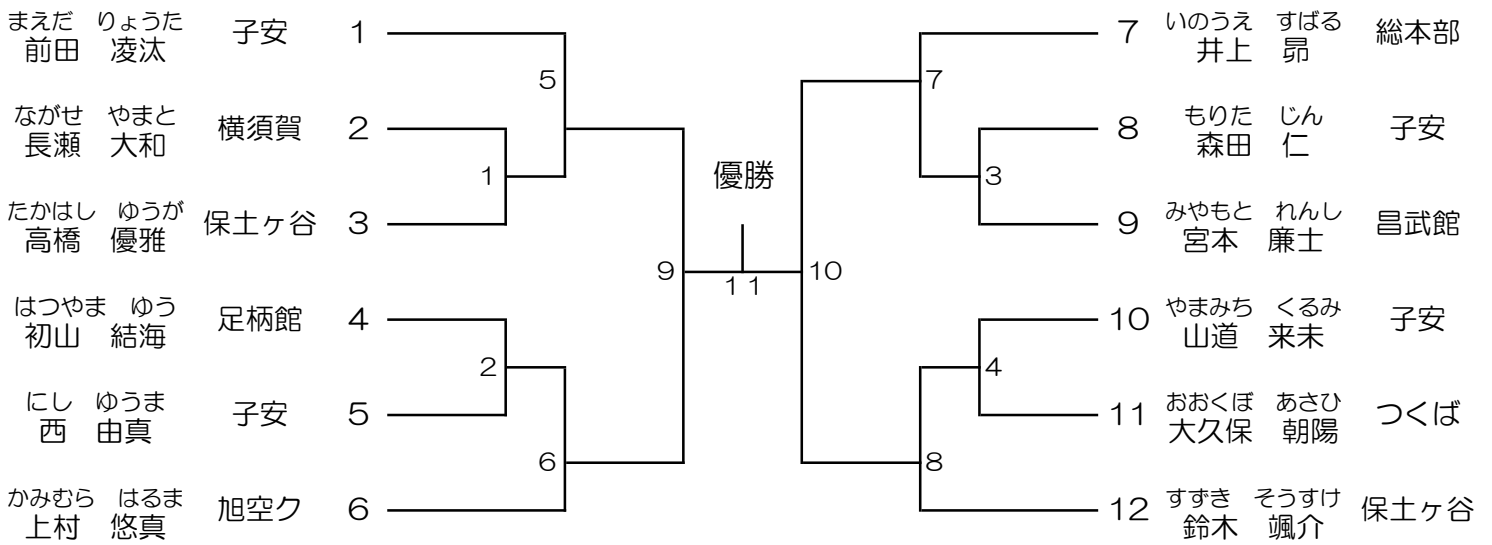 まえだ　りょうた
前田　凌汰　子安　1
ながせ　やまと
長瀬　大和　横須賀　2
たかはし　ゆうが
高橋　優雅　保土ヶ谷　3
はつやま　ゆう
初山　結海　足柄館　4
にし　ゆうま
西　由真　子安　5
かみむら　はるま
上村　悠真　旭空ク　6
5
1
2
6
9
優勝
11
10
7
3
4
8
7　いのうえ　すばる
井上　昴　総本部
8　もりた　じん
森田　仁　子安
9　みやもと　れんし
宮本　廉士　昌武館
10　やまみち　くるみ
山道　来未　子安
11　おおくぼ　あさひ
大久保　朝陽　つくば
12　すずき　そうすけ
鈴木　颯介　保土ヶ谷